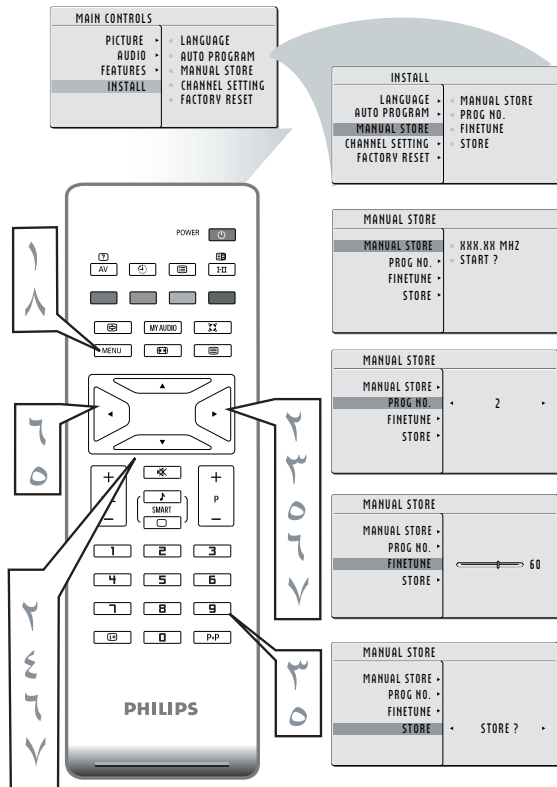 MAIN CONTROLS
PICTURE
AUDIO
FEATURES
INSTALL
LANGUAGE
AUTO PROGRAM
MANUAL STORE
CHANNEL SETTING
FACTORY RESET
INSTALL
LANGUAGE
AUTO PROGRAM
MANUAL STORE
CHANNEL SETTING
FACTORY RESET
MANUAL STORE
PROG NO.
FINETUNE
STORE
MANUAL STORE
MANUAL STORE
PROG NO.
FINETUNE
STORE
XXX.XX MHZ
START ?
MANUAL STORE
MANUAL STORE
PROG NO.
FINETUNE
STORE
2
MANUAL STORE
MANUAL STORE
PROG NO.
FINETUNE
STORE
60
MANUAL STORE
MANUAL STORE
PROG NO.
FINETUNE
STORE
STORE ?
POWER
?
AV
I-II
MY AUDIO
MENU
+ +
P
SMART
− −
1 2 3
4 5 6
7 8 9
0 P◂P
PHILIPS
١
٨
٦
٥
٢
٤
٦
٧
٢
٣
٥
٦
٧
٣
٥